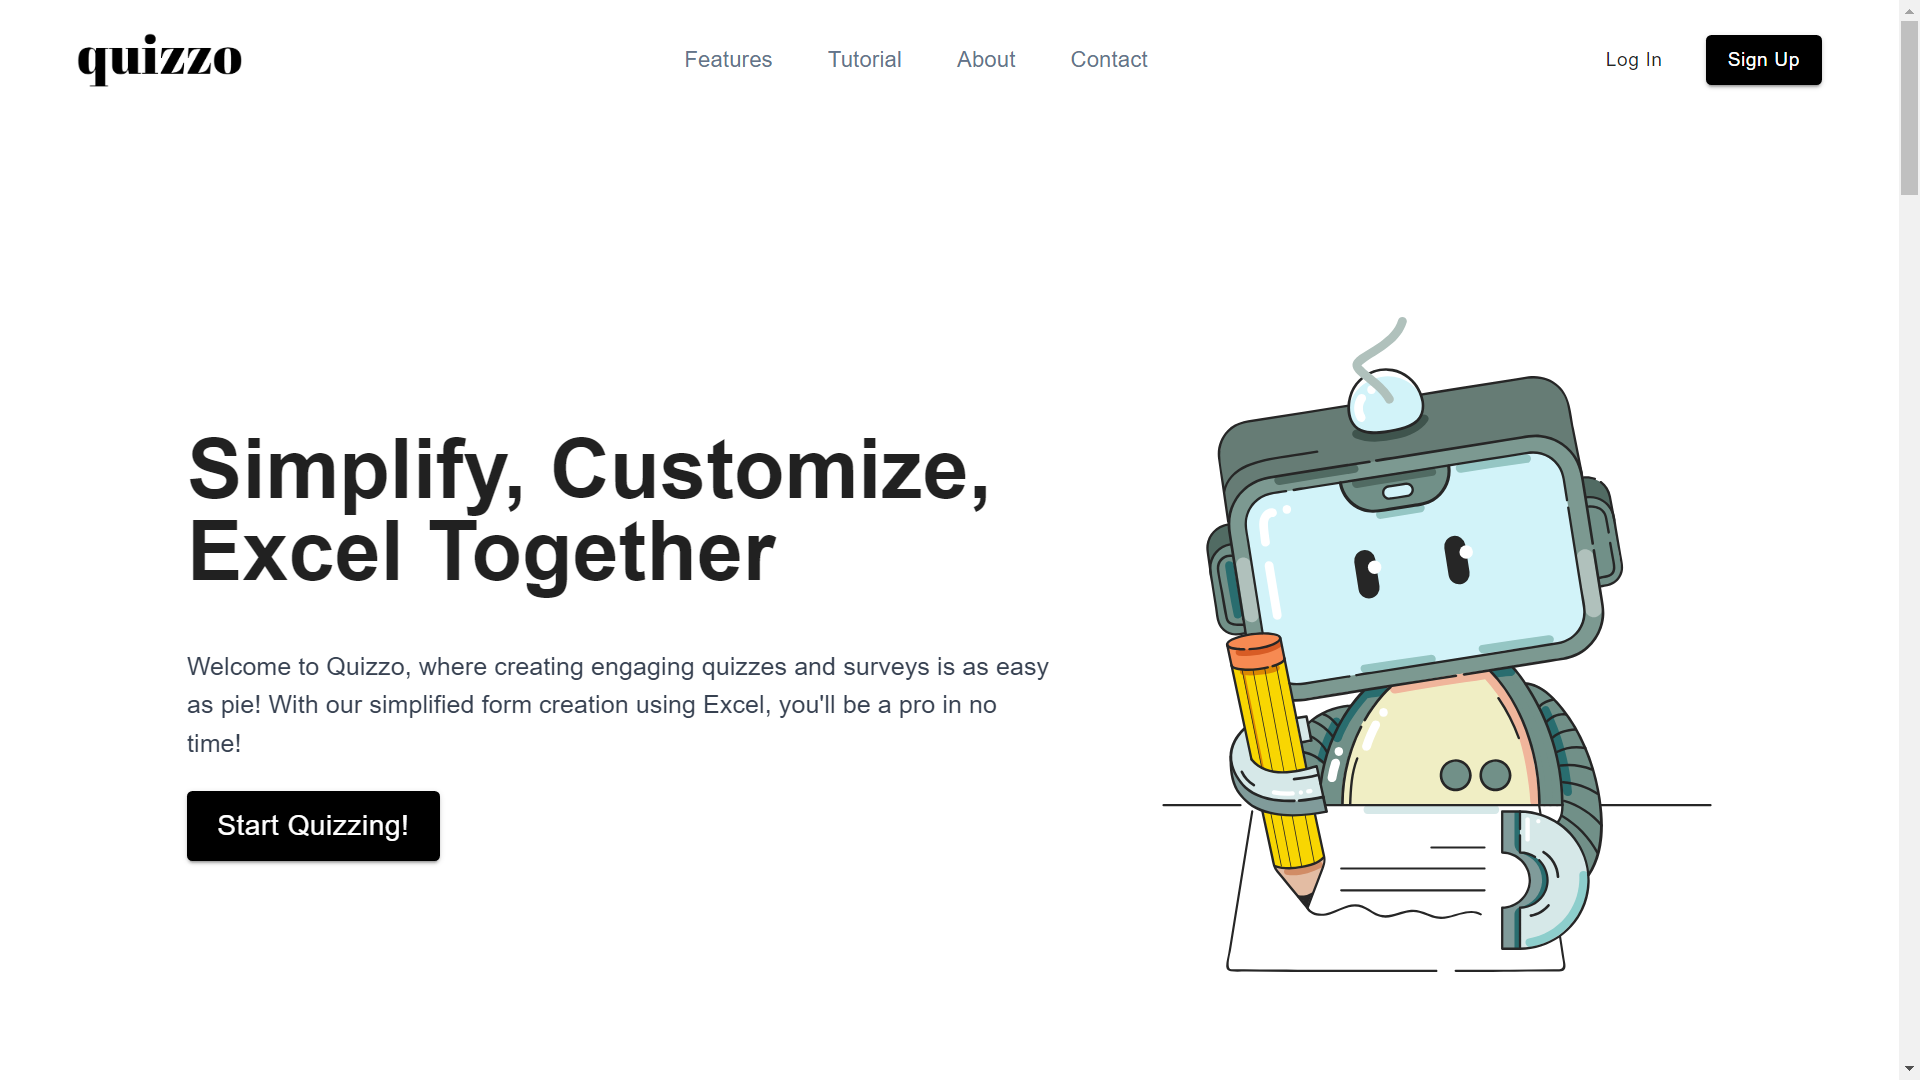 quizzo
Features
Tutorial
About
Contact
Log In
Sign Up
Simplify, Customize,
Excel Together
Welcome to Quizzo, where creating engaging quizzes and surveys is as easy
as pie! With our simplified form creation using Excel, you'll be a pro in no
time!
Start Quizzing!